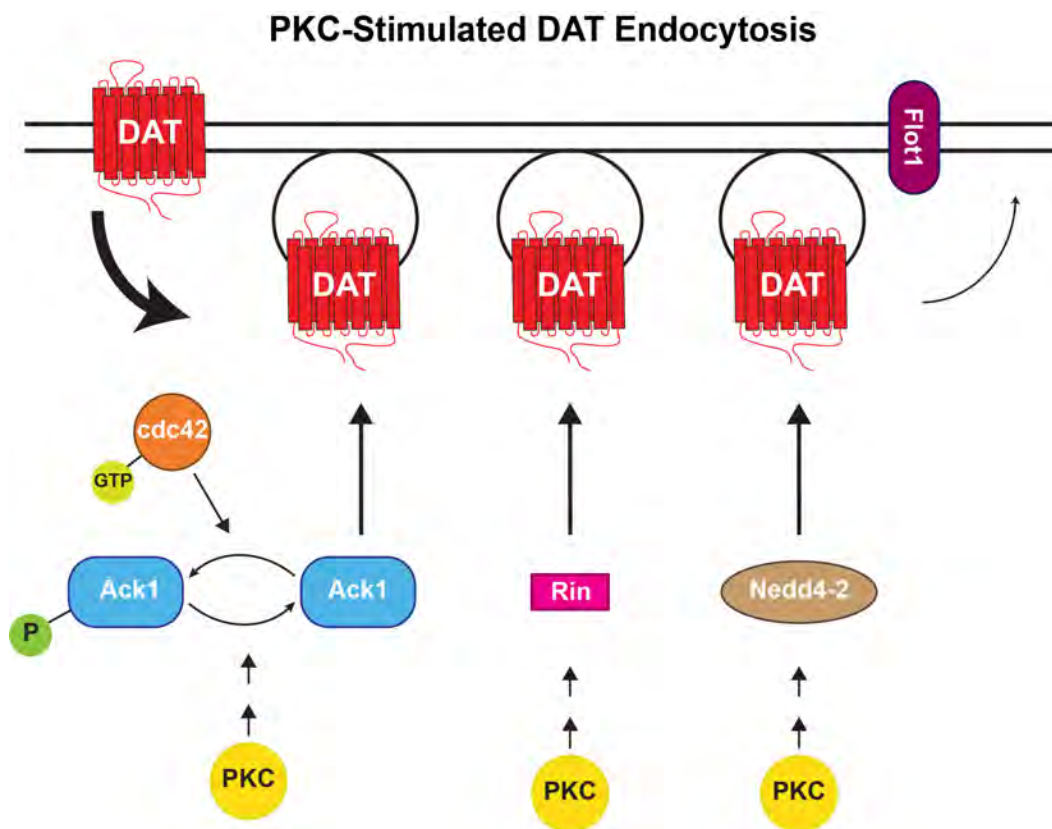 PKC-Stimulated DAT Endocytosis
DAT
Flot1
DAT
DAT
DAT
cdc42
GTP
Ack1
Ack1
Rin
Nedd4-2
P
PKC
PKC
PKC